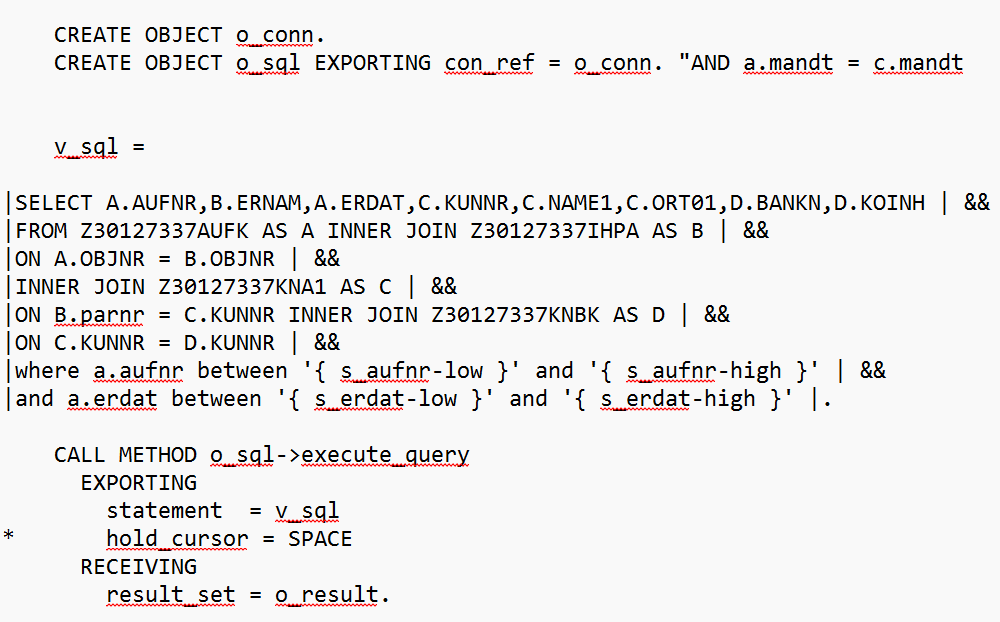 CREATE OBJECT o_conn.
CREATE OBJECT o_sql EXPORTING con_ref = o_conn. "AND a.mandt = c.mandt
v_sql =
|SELECT A.AUFNR,B.ERNAM,A.ERDAT,C.KUNNR,C.NAME1,C.ORT01,D.BANKN,D.KOINH | &&
|FROM Z30127337AUFK AS A INNER JOIN Z30127337IHPA AS B | &&
|ON A.OBJNR = B.OBJNR | &&
|INNER JOIN Z30127337KNA1 AS C | &&
|ON B.parnr = C.KUNNR INNER JOIN Z30127337KNBK AS D | &&
|ON C.KUNNR = D.KUNNR | &&
|where a.aufnr between '{ s_aufnr-low }' and '{ s_aufnr-high }' | &&
|and a.erdat between '{ s_erdat-low }' and '{ s_erdat-high }' |.
CALL METHOD o_sql->execute_query
EXPORTING
statement = v_sql
* hold_cursor = SPACE
RECEIVING
result_set = o_result.